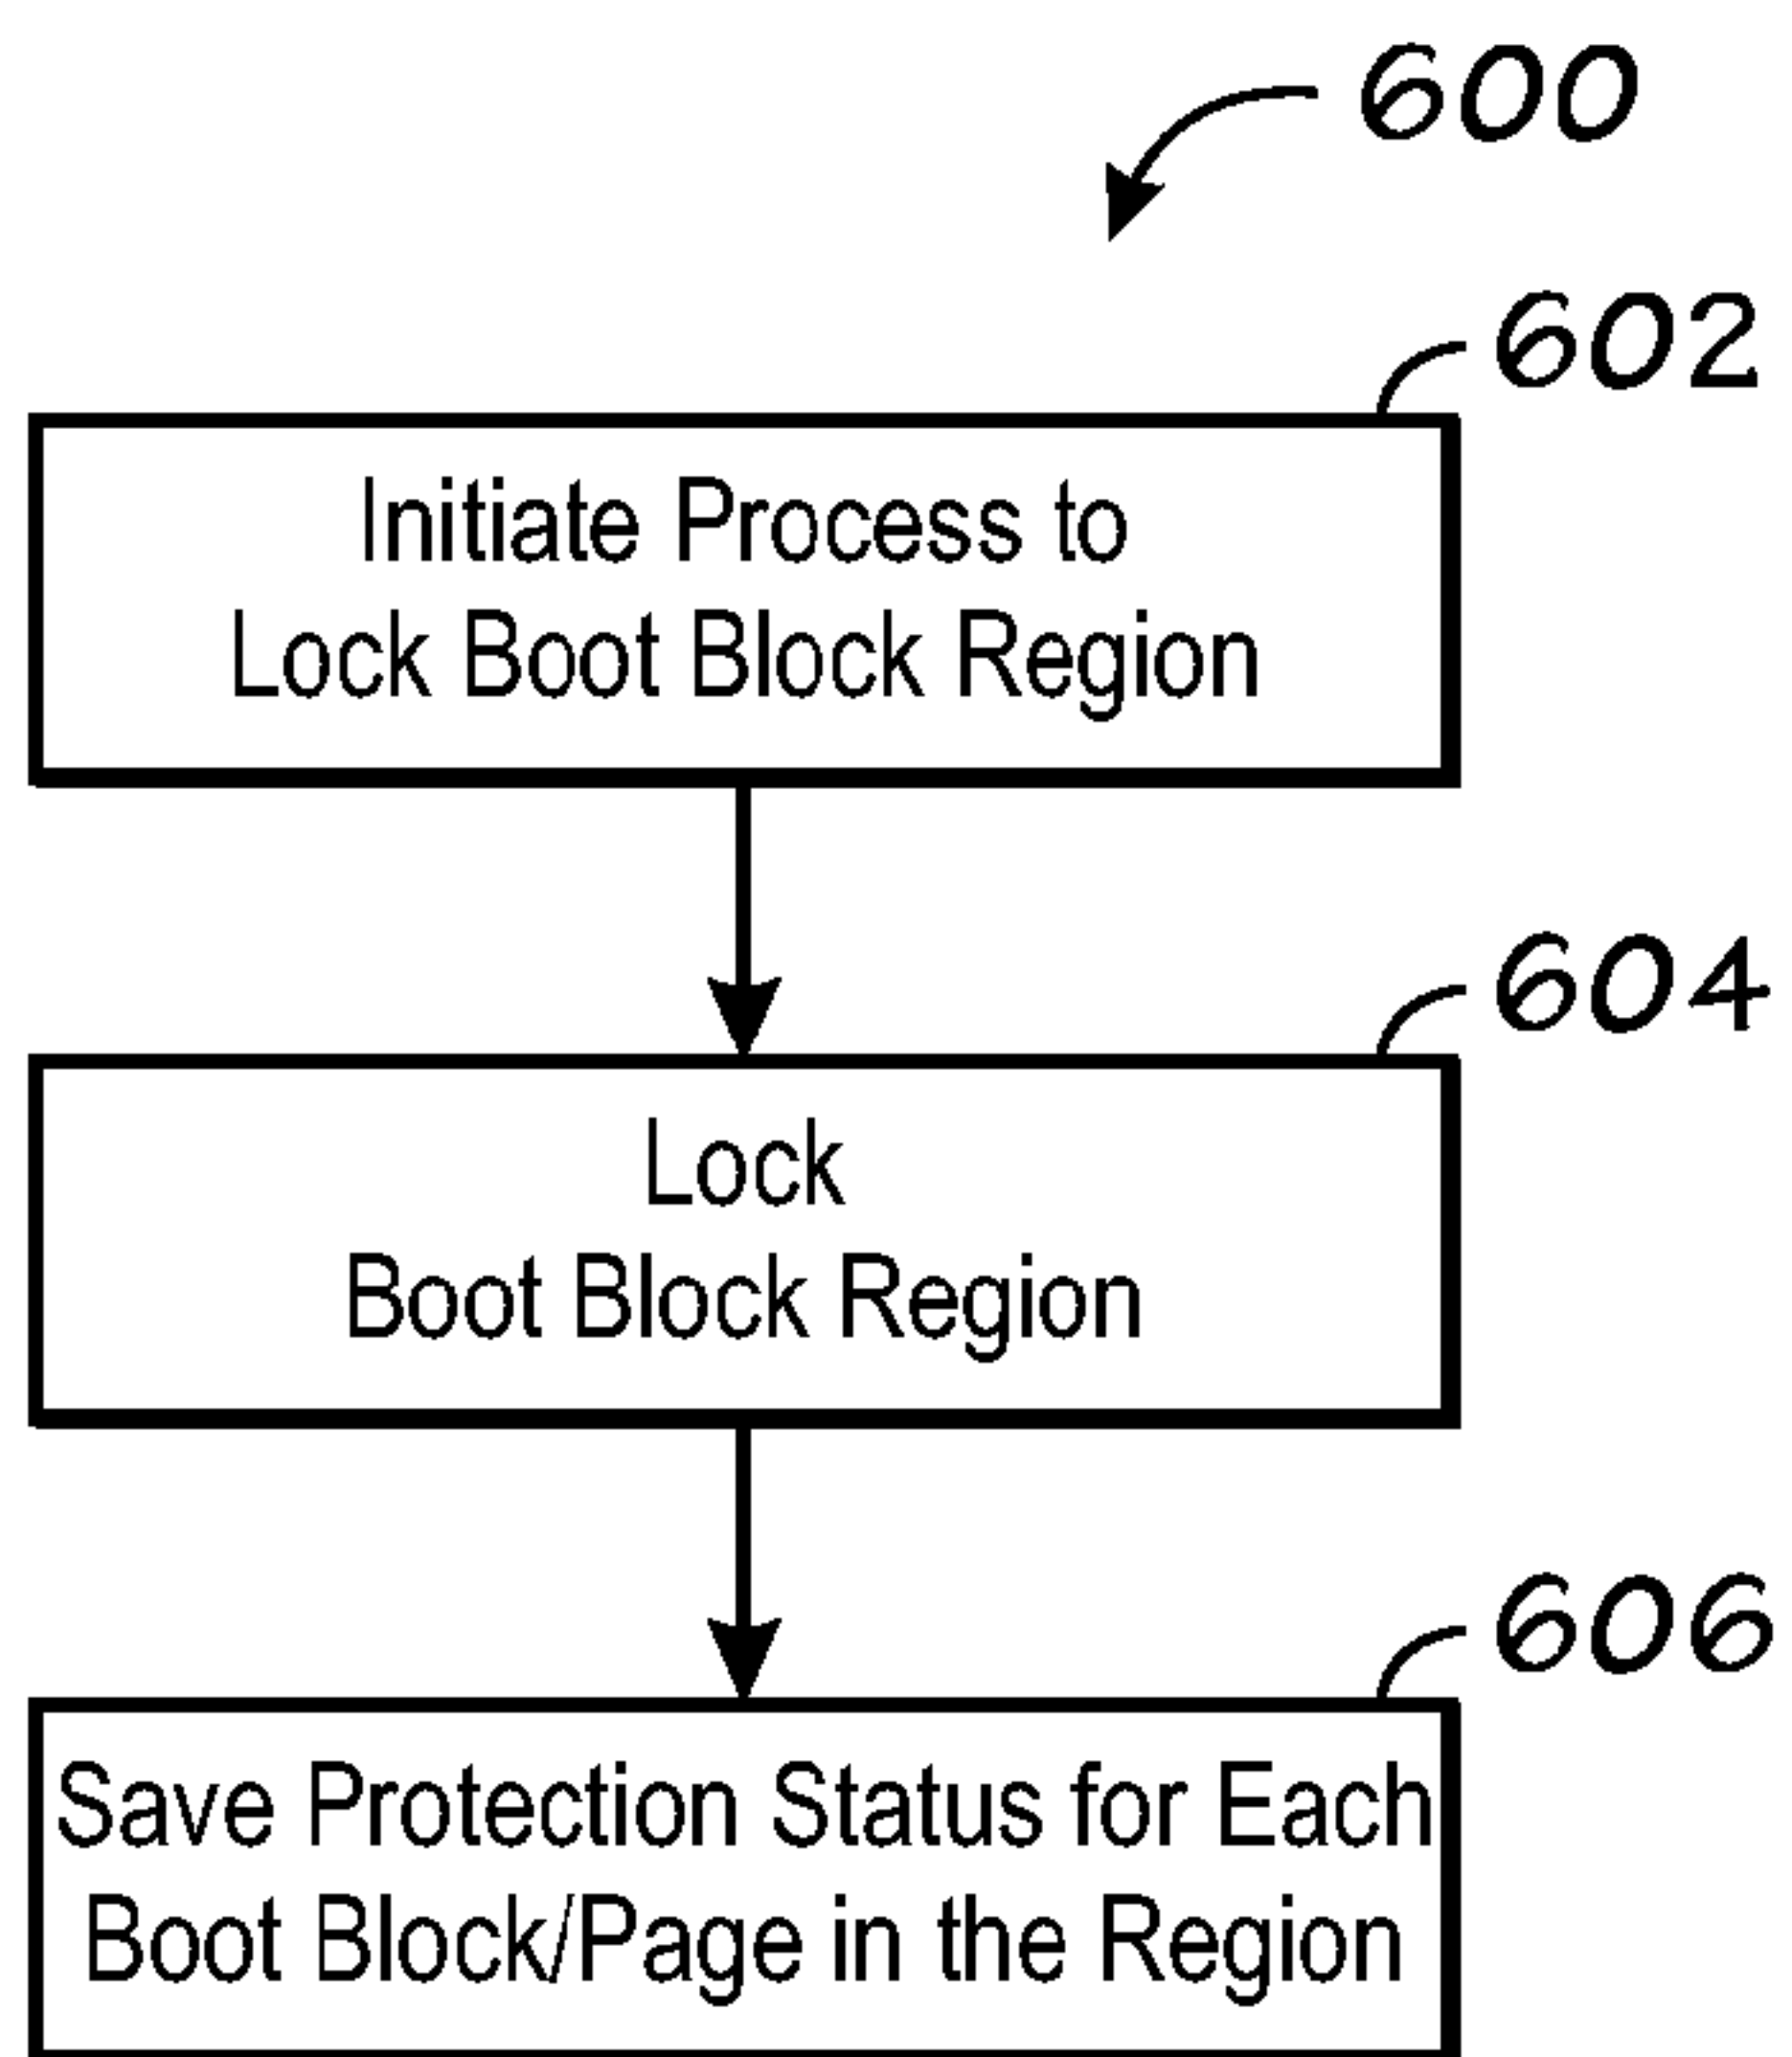 600
602
Initiate Process to
Lock Boot Block Region
604
Lock
Boot Block Region
606
Save Protection Status for Each
Boot Block/Page in the Region